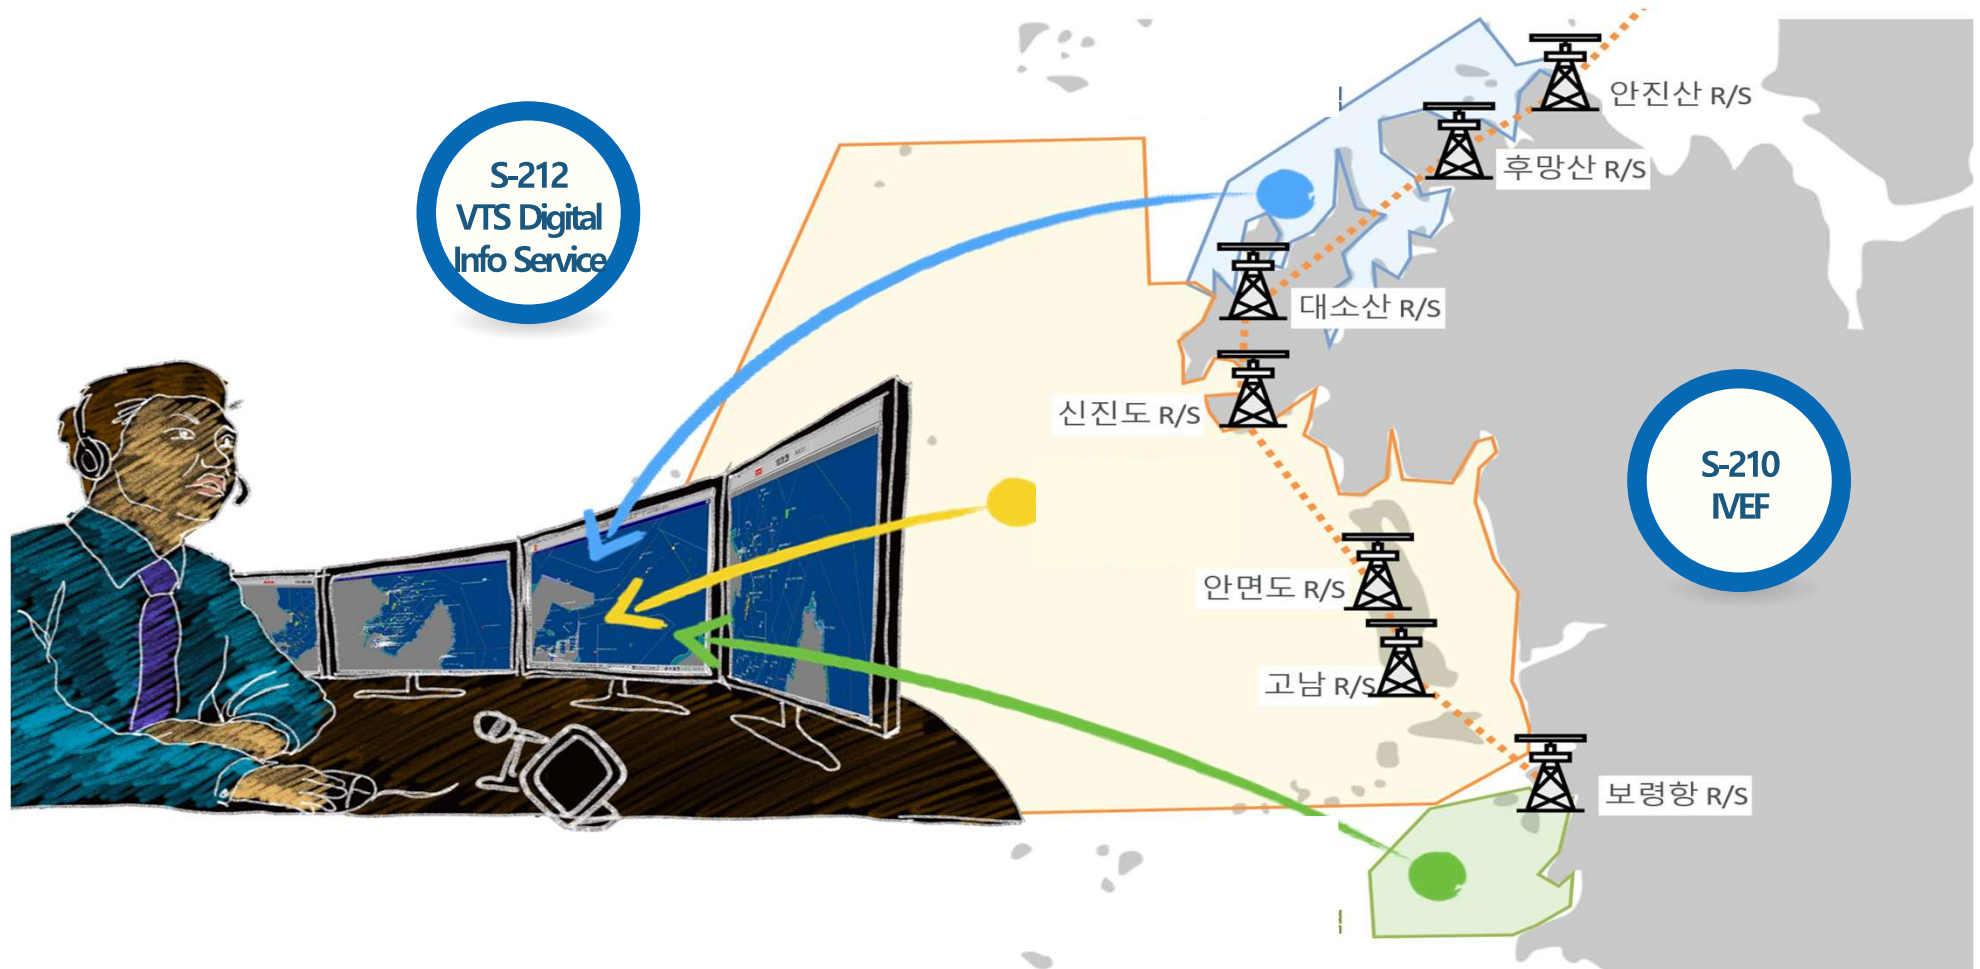 S-212
VTS Digital
Info Service
안진산 R/S
후망산 R/S
대소산 R/S
신진도 R/S
S-210
IVEF
안면도 R/S
고남 R/S
보령항 R/S